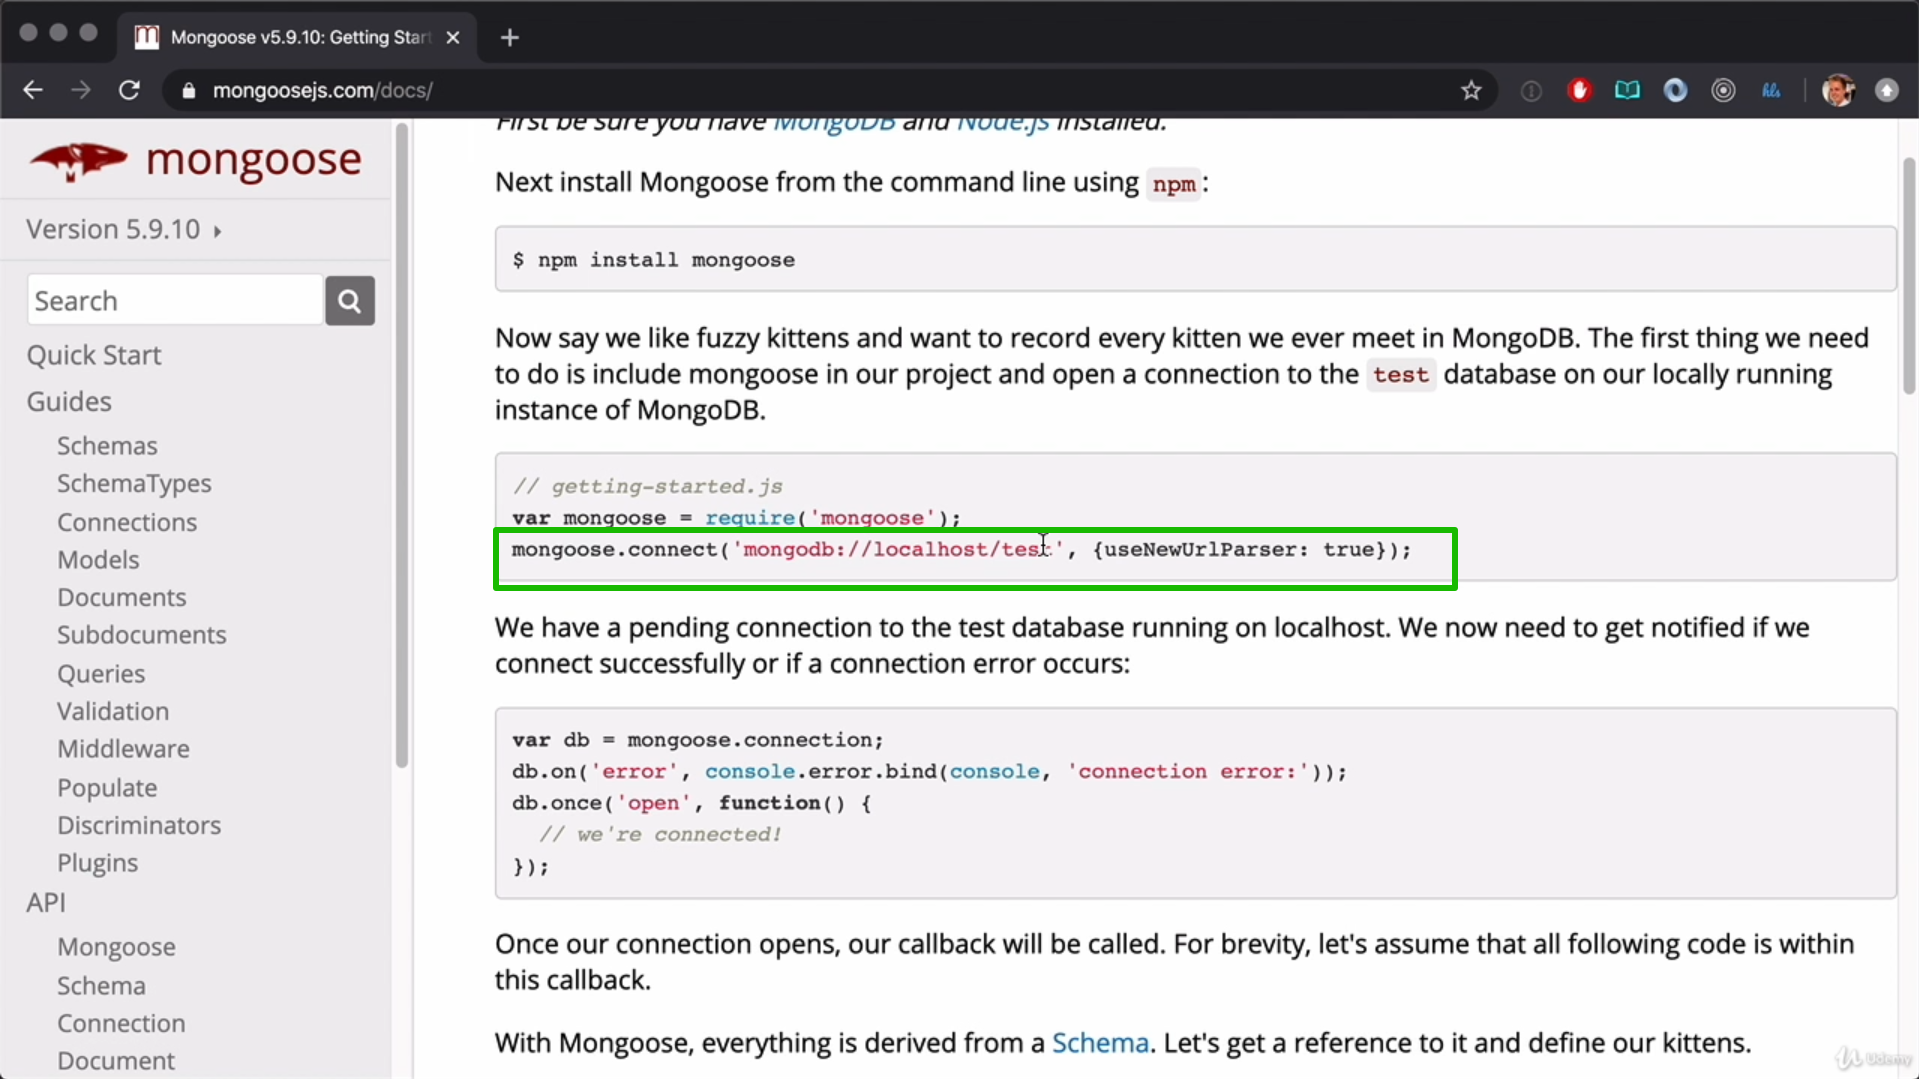 Mongoose v5.9.10: Getting Star
mongoosejs.com/docs/
hls
mongoose
Version 5.9.10
Search
Quick Start
Guides
Schemas
SchemaTypes
Connections
Models
Documents
Subdocuments
Queries
Validation
Middleware
Populate
Discriminators
Plugins
API
Mongoose
Schema
Connection
Document
First be sure you have MongoDB and Node.js installed.
Next install Mongoose from the command line using npm:
$ npm install mongoose
Now say we like fuzzy kittens and want to record every kitten we ever meet in MongoDB. The first thing we need
to do is include mongoose in our project and open a connection to the test database on our locally running
instance of MongoDB.
// getting-started.js
var mongoose = require('mongoose');
mongoose.connect('mongodb://localhost/test', {useNewUrlParser: true});
We have a pending connection to the test database running on localhost. We now need to get notified if we
connect successfully or if a connection error occurs:
var db = mongoose.connection;
db.on('error', console.error.bind(console, 'connection error:'));
db.once('open', function() {
// we're connected!
});
Once our connection opens, our callback will be called. For brevity, let's assume that all following code is within
this callback.
With Mongoose, everything is derived from a Schema. Let's get a reference to it and define our kittens.
Udemy